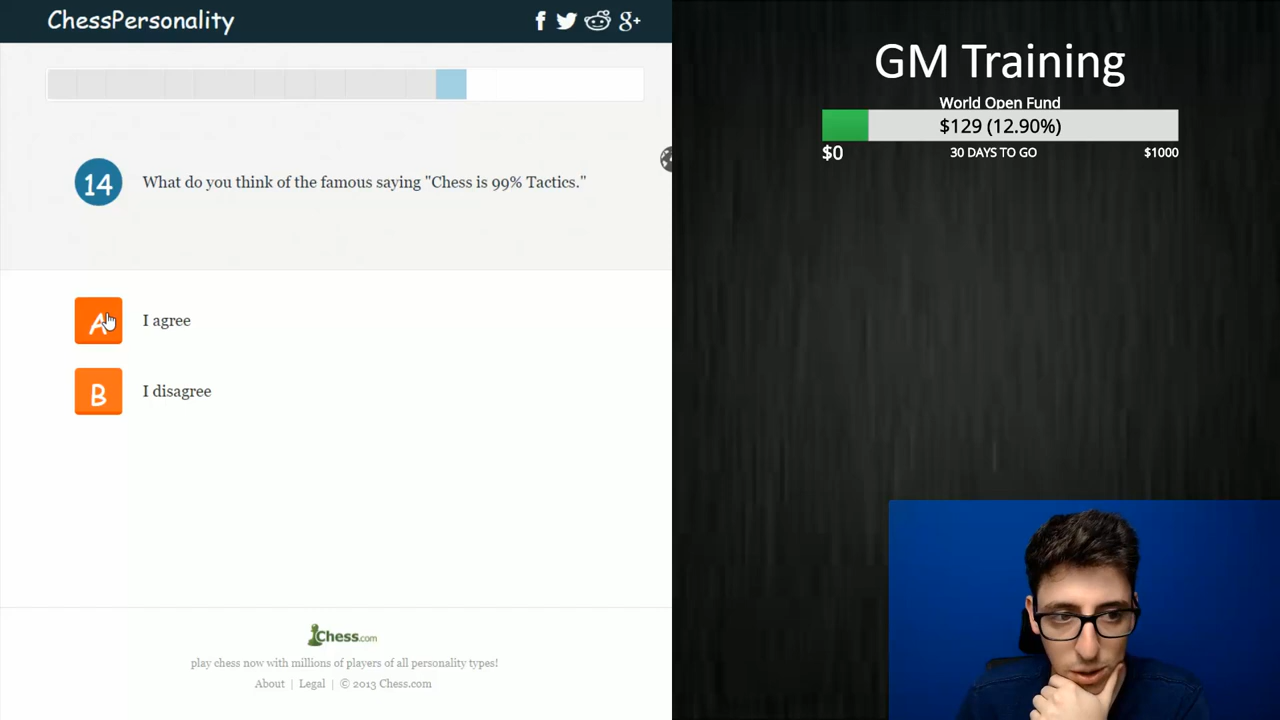 ChessPersonality
f g+
14 What do you think of the famous saying "Chess is 99% Tactics."
A I agree
B I disagree
Chess.com
play chess now with millions of players of all personality types!
About | Legal | © 2013 Chess.com
GM Training
World Open Fund
$129 (12.90%)
$0 30 DAYS TO GO $1000